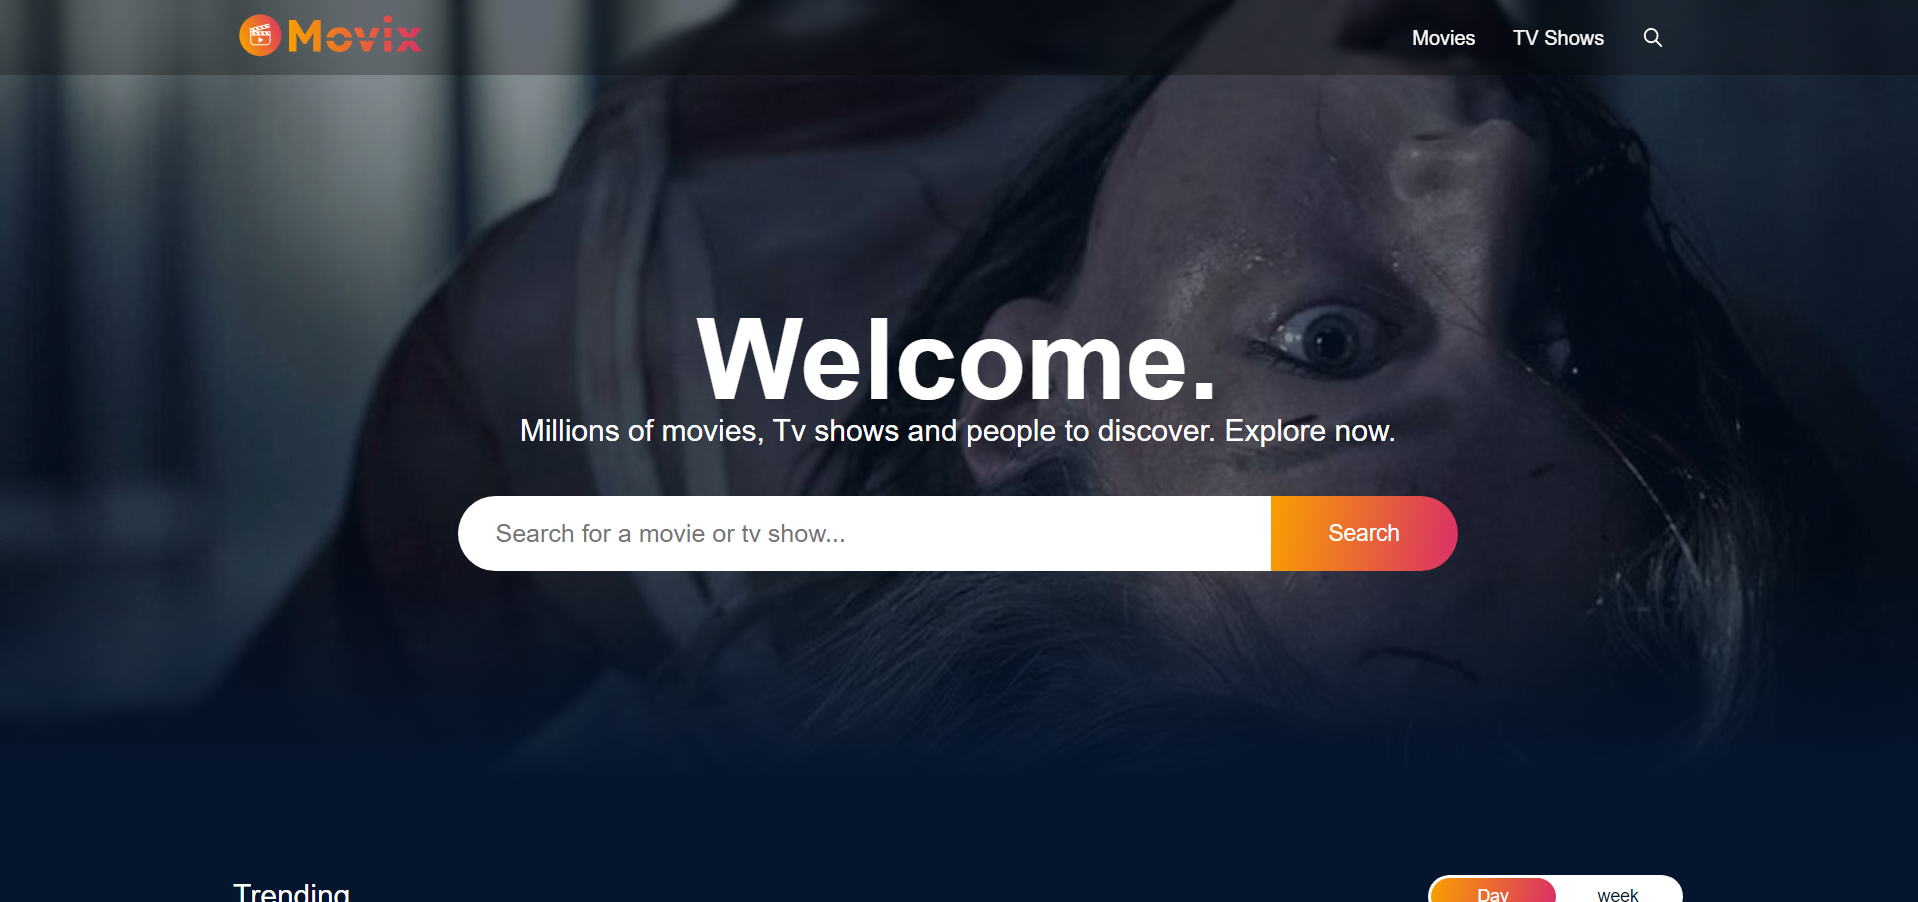 Movix
Movies
TV Shows
Welcome.
Millions of movies, Tv shows and people to discover. Explore now.
Search for a movie or tv show...
Search
Trending
Day
week